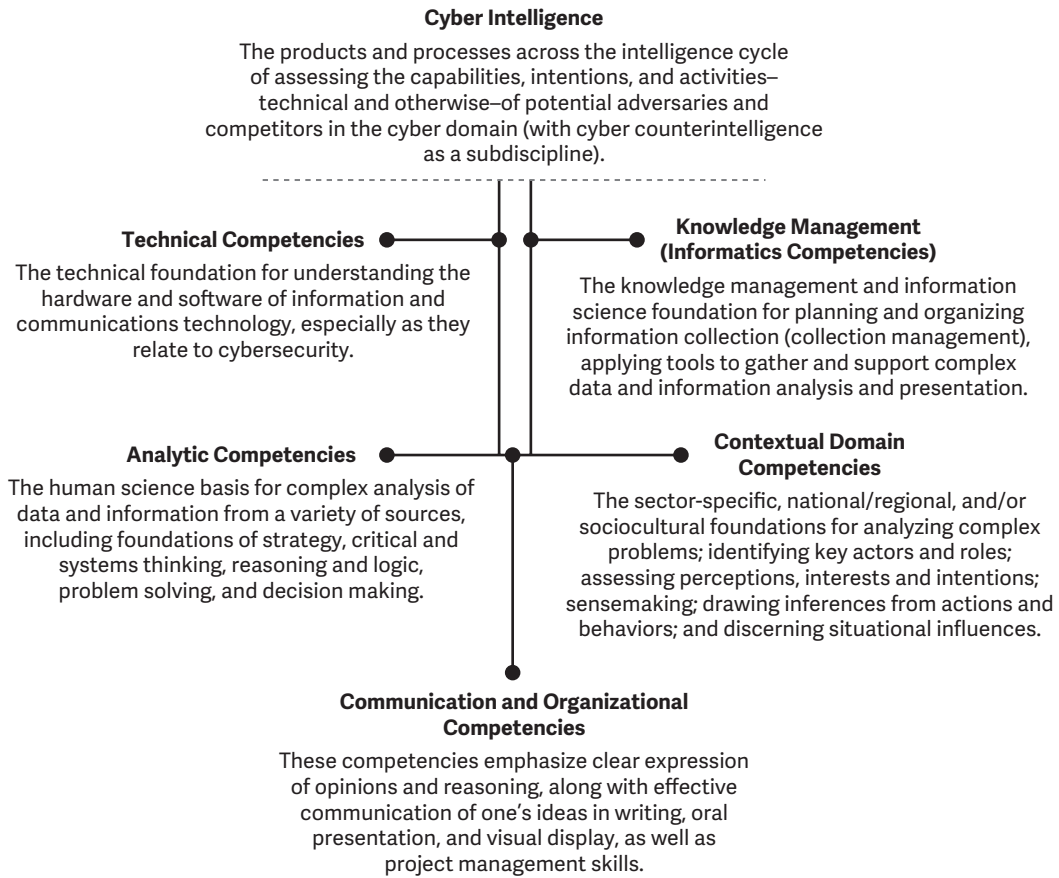 Cyber Intelligence
The products and processes across the intelligence cycle
of assessing the capabilities, intentions, and activities–
technical and otherwise–of potential adversaries and
competitors in the cyber domain (with cyber counterintelligence
as a subdiscipline).
Technical Competencies
The technical foundation for understanding the
hardware and software of information and
communications technology, especially as they
relate to cybersecurity.
Knowledge Management
(Informatics Competencies)
The knowledge management and information
science foundation for planning and organizing
information collection (collection management),
applying tools to gather and support complex
data and information analysis and presentation.
Analytic Competencies
The human science basis for complex analysis of
data and information from a variety of sources,
including foundations of strategy, critical and
systems thinking, reasoning and logic,
problem solving, and decision making.
Contextual Domain
Competencies
The sector-specific, national/regional, and/or
sociocultural foundations for analyzing complex
problems; identifying key actors and roles;
assessing perceptions, interests and intentions;
sensemaking; drawing inferences from actions and
behaviors; and discerning situational influences.
Communication and Organizational
Competencies
These competencies emphasize clear expression
of opinions and reasoning, along with effective
communication of one’s ideas in writing, oral
presentation, and visual display, as well as
project management skills.